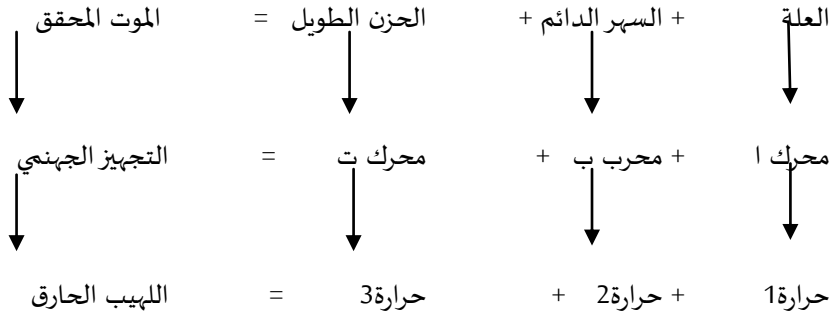 العلة + السهر الدائم + الحزن الطويل = الموت المحقق
محرك ا + محرب ب + محرك ت = التجهيز الجهنمي
حرارة1 + حرارة2 + حرارة3 = اللهيب الحارق